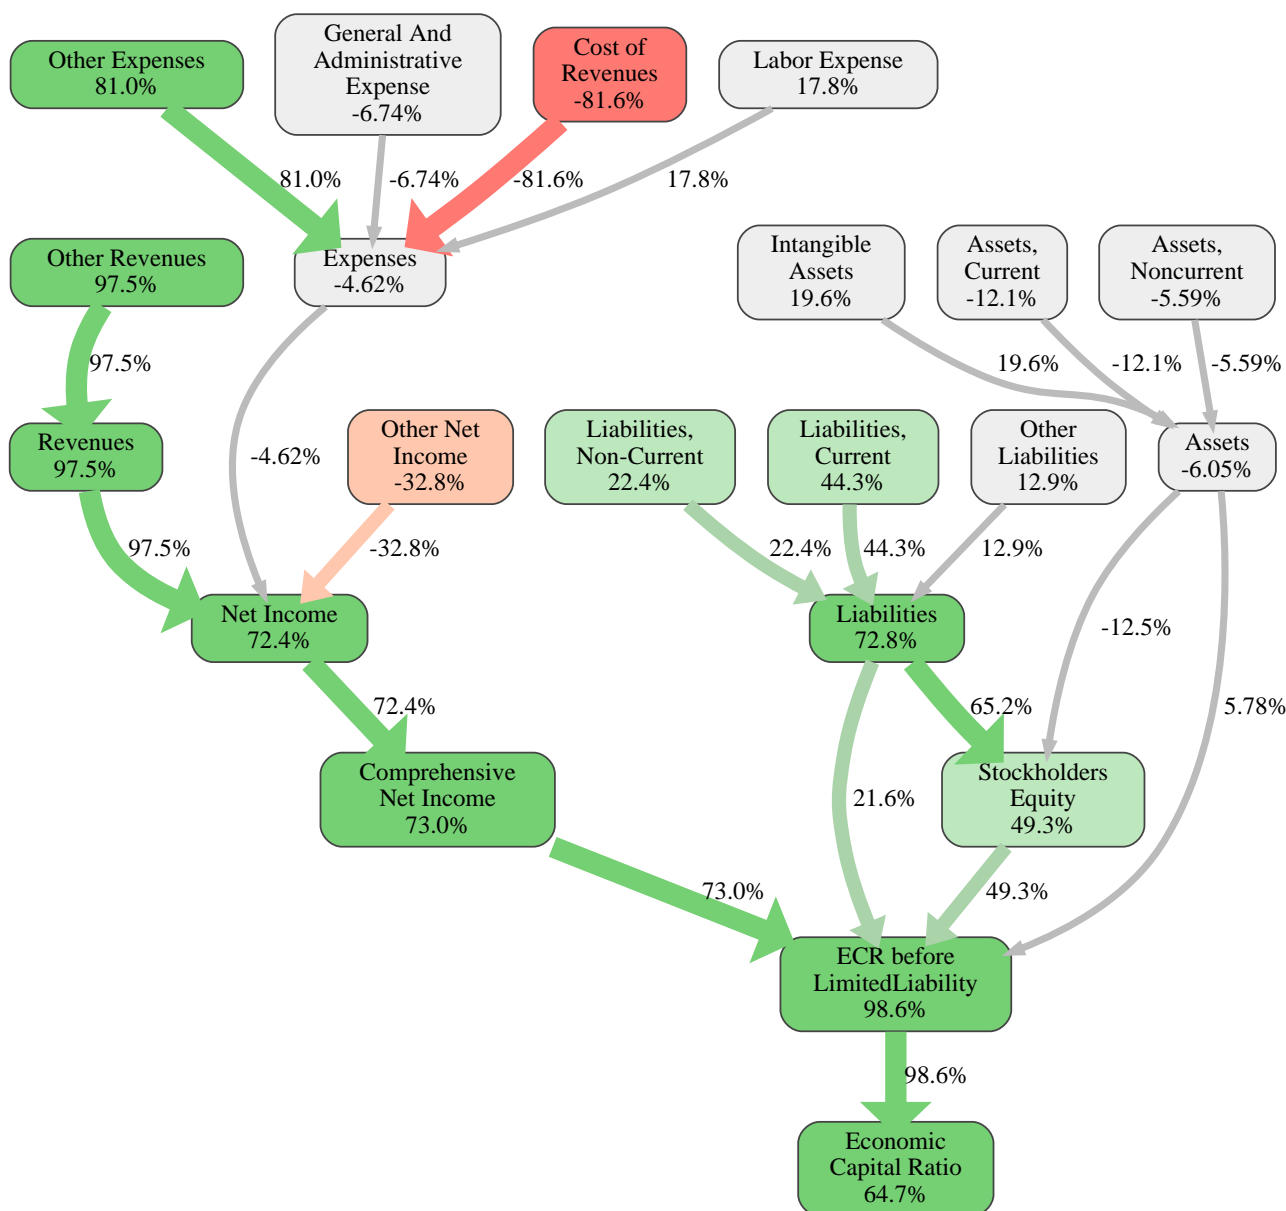 Other Expenses
81.0%
General And
Administrative
Expense
-6.74%
Cost of
Revenues
-81.6%
Labor Expense
17.8%
81.0%
-6.74%
-81.6%
17.8%
Other Revenues
97.5%
Expenses
-4.62%
Intangible
Assets
19.6%
Assets,
Current
-12.1%
Assets,
Noncurrent
-5.59%
97.5%
19.6%
-12.1%
-5.59%
Revenues
97.5%
-4.62%
Other Net
Income
-32.8%
Liabilities,
Non-Current
22.4%
Liabilities,
Current
44.3%
Other
Liabilities
12.9%
Assets
-6.05%
97.5%
-32.8%
22.4%
44.3%
12.9%
Net Income
72.4%
Liabilities
72.8%
-12.5%
72.4%
65.2%
5.78%
Comprehensive
Net Income
73.0%
21.6%
Stockholders
Equity
49.3%
73.0%
49.3%
ECR before
LimitedLiability
98.6%
98.6%
Economic
Capital Ratio
64.7%